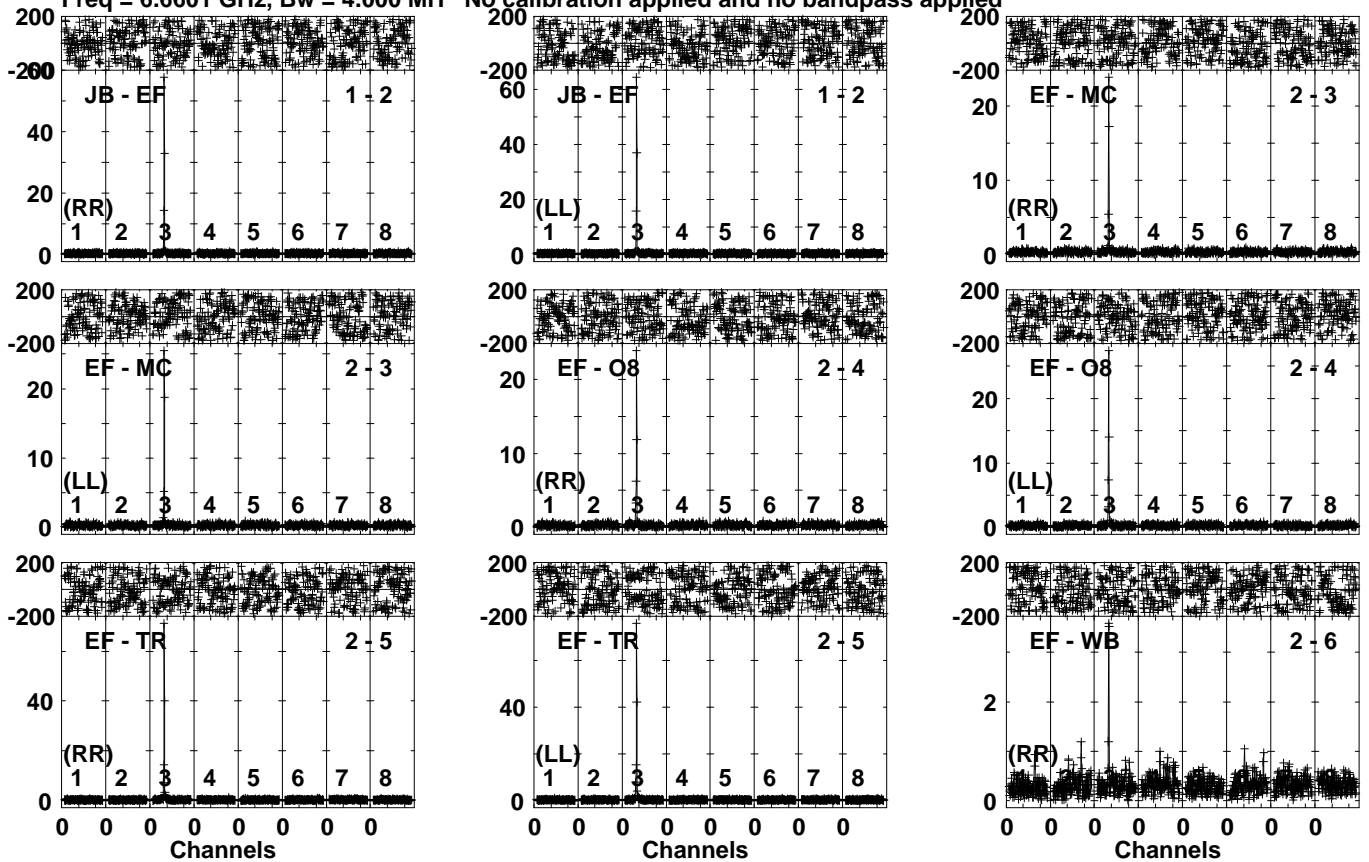 Freq = 6.6601 GHz, Bw = 4.000 MH No calibration applied and no bandpass applied
200
-200
60
40
20
0
JB - EF 1 - 2
(RR)
1 2 3 4 5 6 7 8
200
-200
60
40
20
0
JB - EF 1 - 2
(LL)
1 2 3 4 5 6 7 8
200
-200
20
10
0
EF - MC 2 - 3
(RR)
1 2 3 4 5 6 7 8
200
-200
20
10
0
EF - MC 2 - 3
(LL)
1 2 3 4 5 6 7 8
200
-200
20
10
0
EF - O8 2 - 4
(RR)
1 2 3 4 5 6 7 8
200
-200
20
10
0
EF - O8 2 - 4
(LL)
1 2 3 4 5 6 7 8
200
-200
40
0
EF - TR 2 - 5
(RR)
1 2 3 4 5 6 7 8
0 0 0 0 0 0 0 0
Channels
200
-200
40
20
0
EF - TR 2 - 5
(LL)
1 2 3 4 5 6 7 8
0 0 0 0 0 0 0 0
Channels
200
-200
2
0
EF - WB 2 - 6
(RR)
0 0 0 0 0 0 0 0
Channels